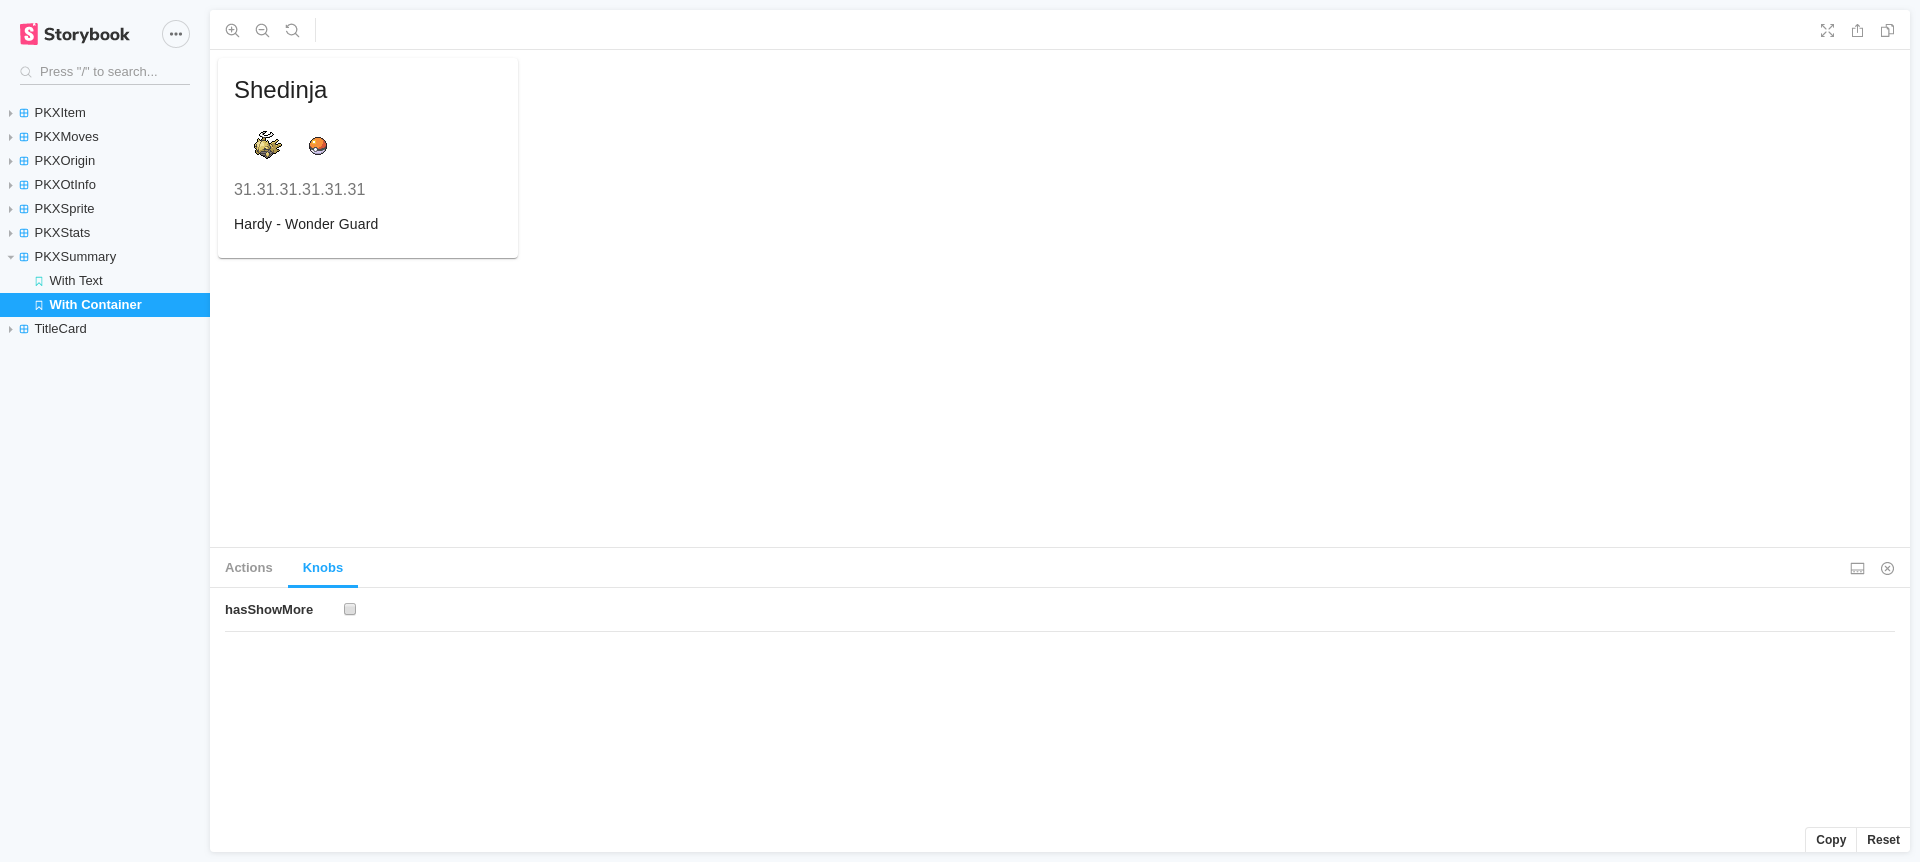 Storybook
Press "/" to search...
PKXItem
PKXMoves
PKXOrigin
PKXOtInfo
PKXSprite
PKXStats
PKXSummary
With Text
With Container
TitleCard
Shedinja
31.31.31.31.31.31
Hardy - Wonder Guard
Actions
Knobs
hasShowMore
Copy
Reset